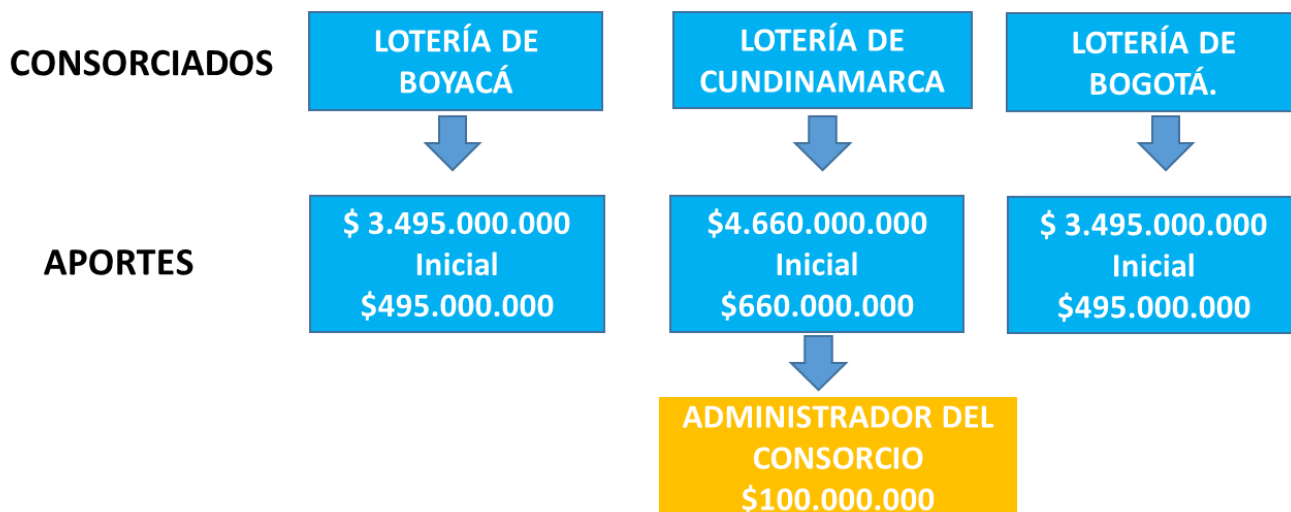 CONSORCIADOS
LOTERÍA DE
BOYACÁ
LOTERÍA DE
CUNDINAMARCA
LOTERÍA DE
BOGOTÁ.
APORTES
$ 3.495.000.000
Inicial
$495.000.000
$4.660.000.000
Inicial
$660.000.000
$ 3.495.000.000
Inicial
$495.000.000
ADMINISTRADOR DEL
CONSORCIO
$100.000.000